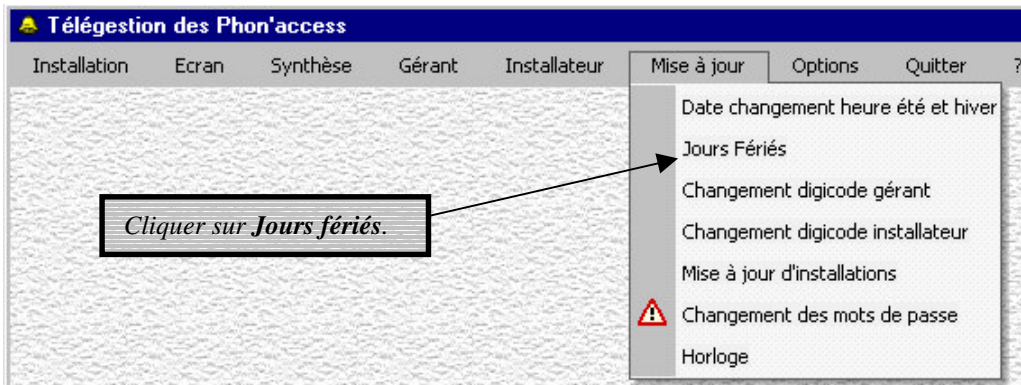 Télégestion des Phon'access
Installation Ecran Synthèse Gérant Installateur Mise à jour Options Quitter ?
Date changement heure été et hiver
Jours Fériés
Changement digicode gérant
Cliquer sur Jours fériés.
Changement digicode installateur
Mise à jour d'installations
Changement des mots de passe
Horloge